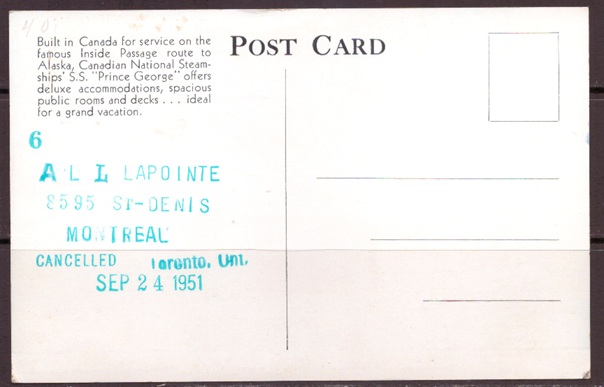 Built in Canada for service on the
famous Inside Passage route to
Alaska, Canadian National Steam-
ships' S.S. "Prince George" offers
deluxe accommodations, spacious
public rooms and decks . . . ideal
for a grand vacation.
POST CARD
6
A L L LAPOINTE
8595 ST-DENIS
MONTREAL
CANCELLED Toronto, Ont.
SEP 24 1951